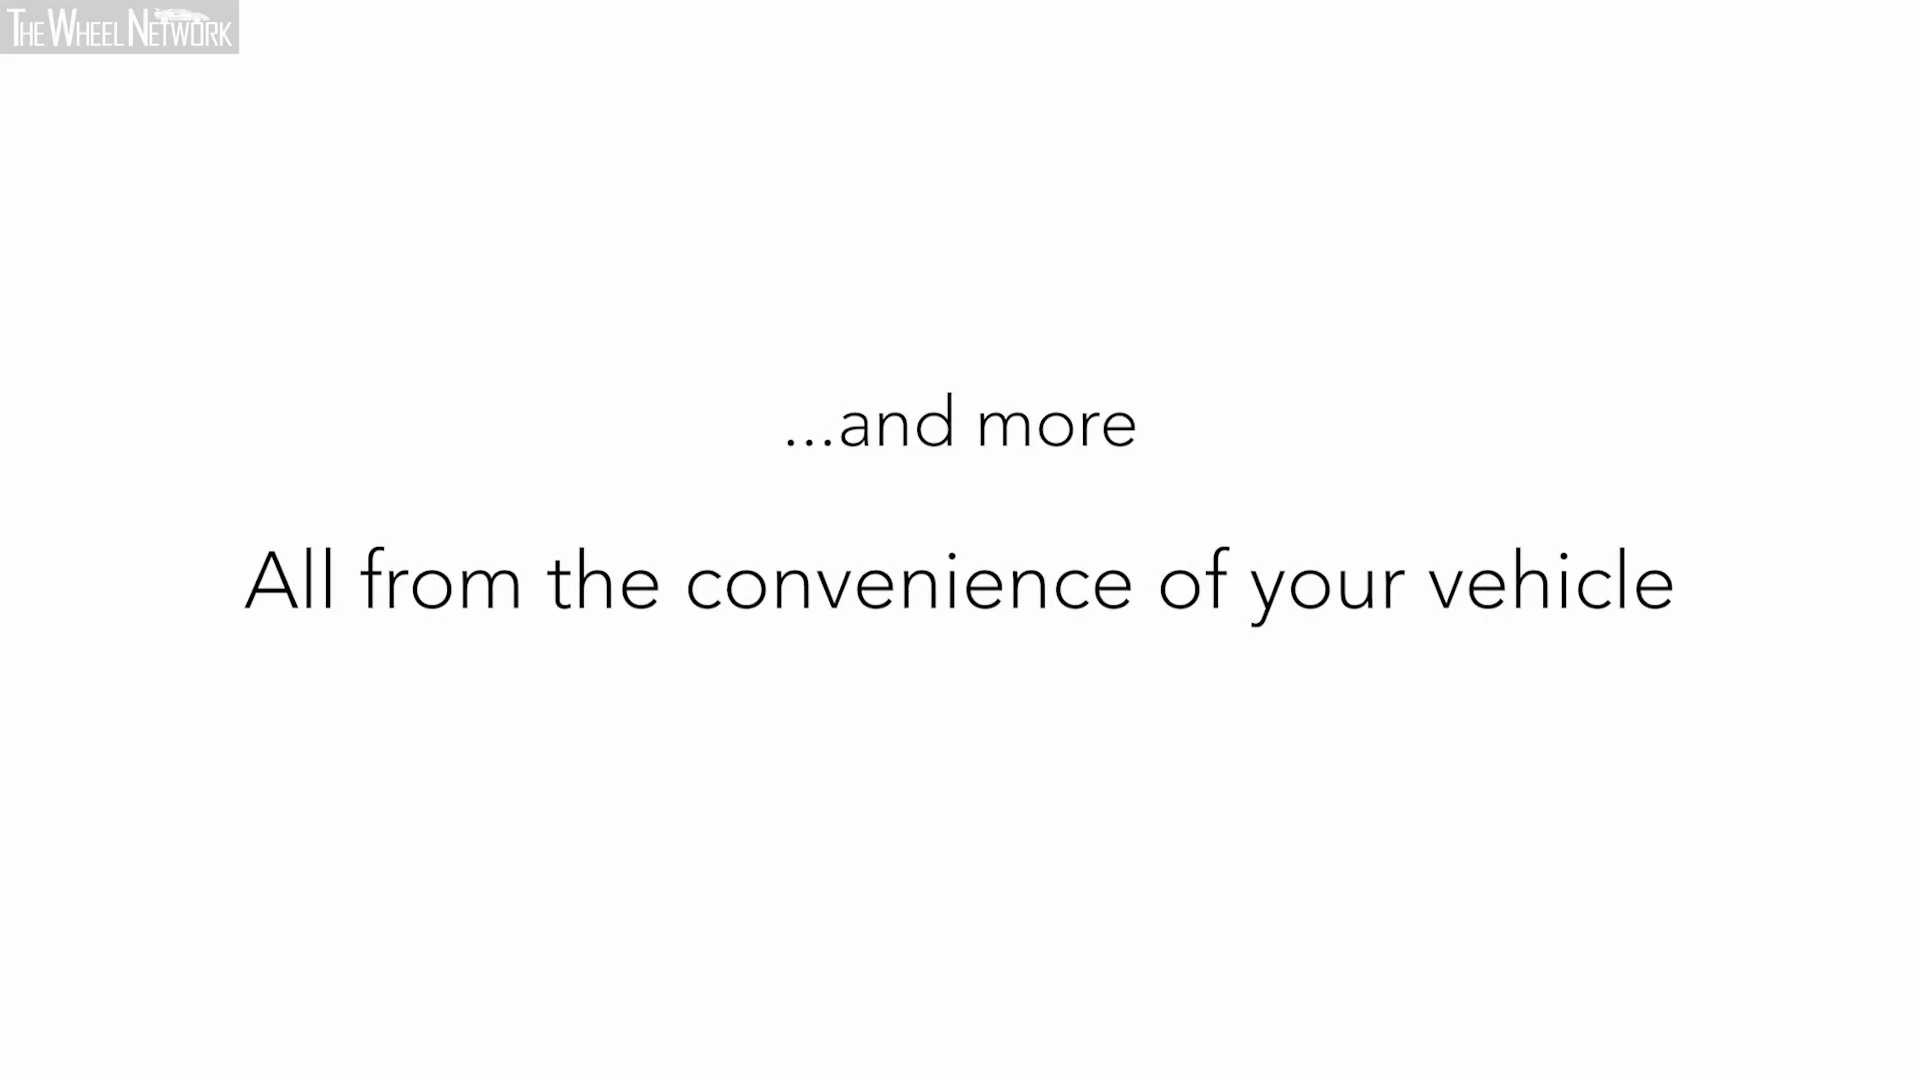 THE WHEEL NETWORK
...and more
All from the convenience of your vehicle